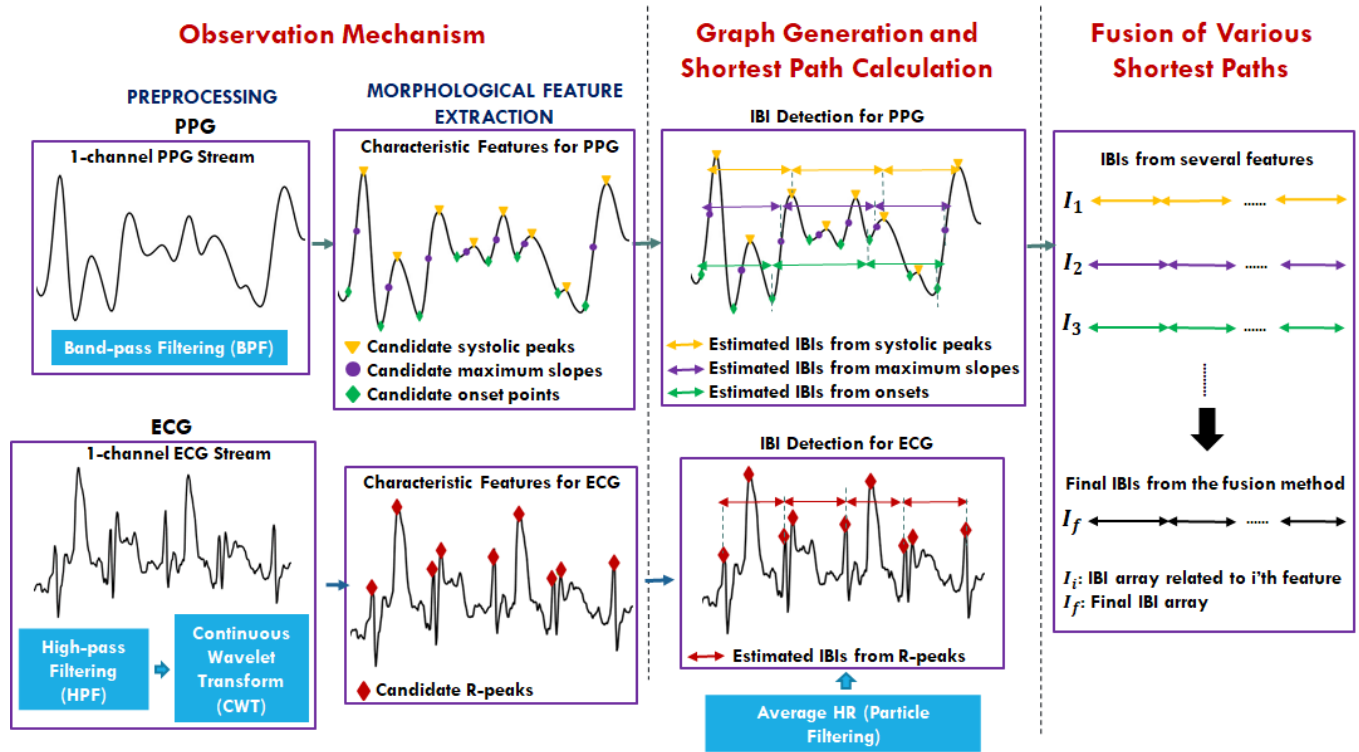 Observation Mechanism
Graph Generation and
Shortest Path Calculation
Fusion of Various
Shortest Paths
PREPROCESSING
MORPHOLOGICAL FEATURE
EXTRACTION
PPG
1-channel PPG Stream
Band-pass Filtering (BPF)
Characteristic Features for PPG
Candidate systolic peaks
Candidate maximum slopes
Candidate onset points
IBI Detection for PPG
Estimated IBIs from systolic peaks
Estimated IBIs from maximum slopes
Estimated IBIs from onsets
ECG
1-channel ECG Stream
High-pass
Filtering
(HPF)
Continuous
Wavelet
Transform
(CWT)
Characteristic Features for ECG
Candidate R-peaks
IBI Detection for ECG
Estimated IBIs from R-peaks
Average HR (Particle
Filtering)
IBIs from several features
I₁ ......
I₂ ......
I₃ ......
Final IBIs from the fusion method
I_f ......
I_i: IBI array related to i'th feature
I_f: Final IBI array